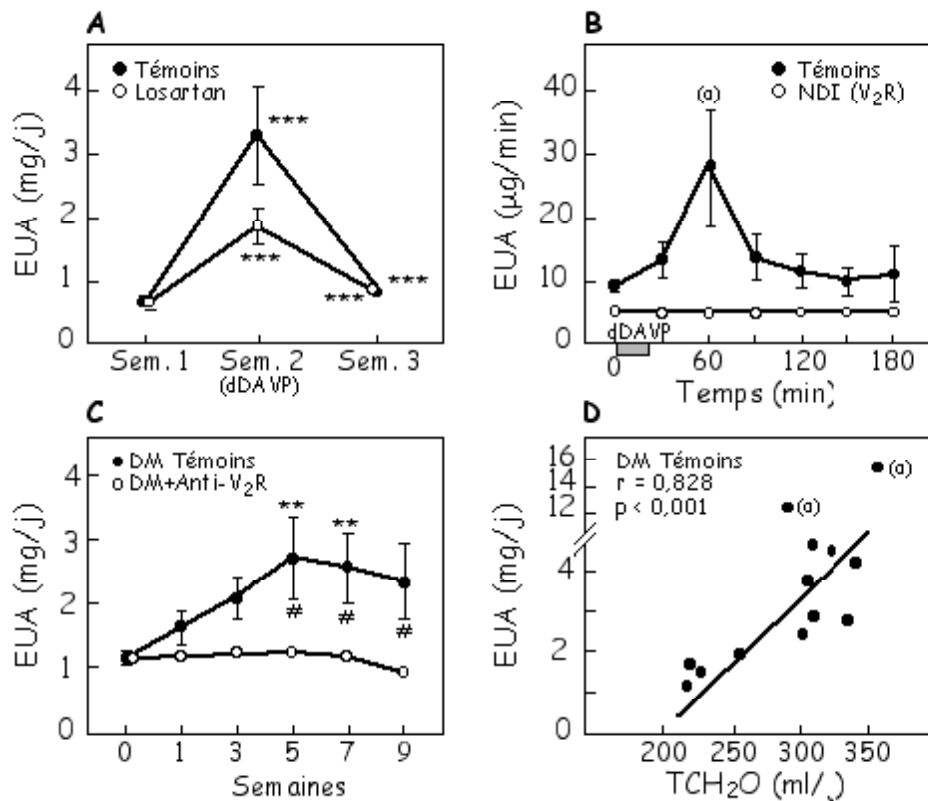 A
Témoins
Losartan
EUA (mg/j)
4
3
2
1
0
***
***
***
***
Sem.1 Sem.2 Sem.3
(dDAVP)
B
Témoins
NDI (V₂R)
(a)
EUA (µg/min)
40
30
20
10
0
dDAVP
0 60 120 180
Temps (min)
C
DM Témoins
DM+Anti-V₂R
EUA (mg/j)
4
3
2
1
0
** **
# # #
0 1 3 5 7 9
Semaines
D
DM Témoins
r = 0,828
p < 0,001
(a)
(a)
EUA (mg/j)
16
14
12
4
2
0
200 250 300 350
TCH₂O (ml/j)